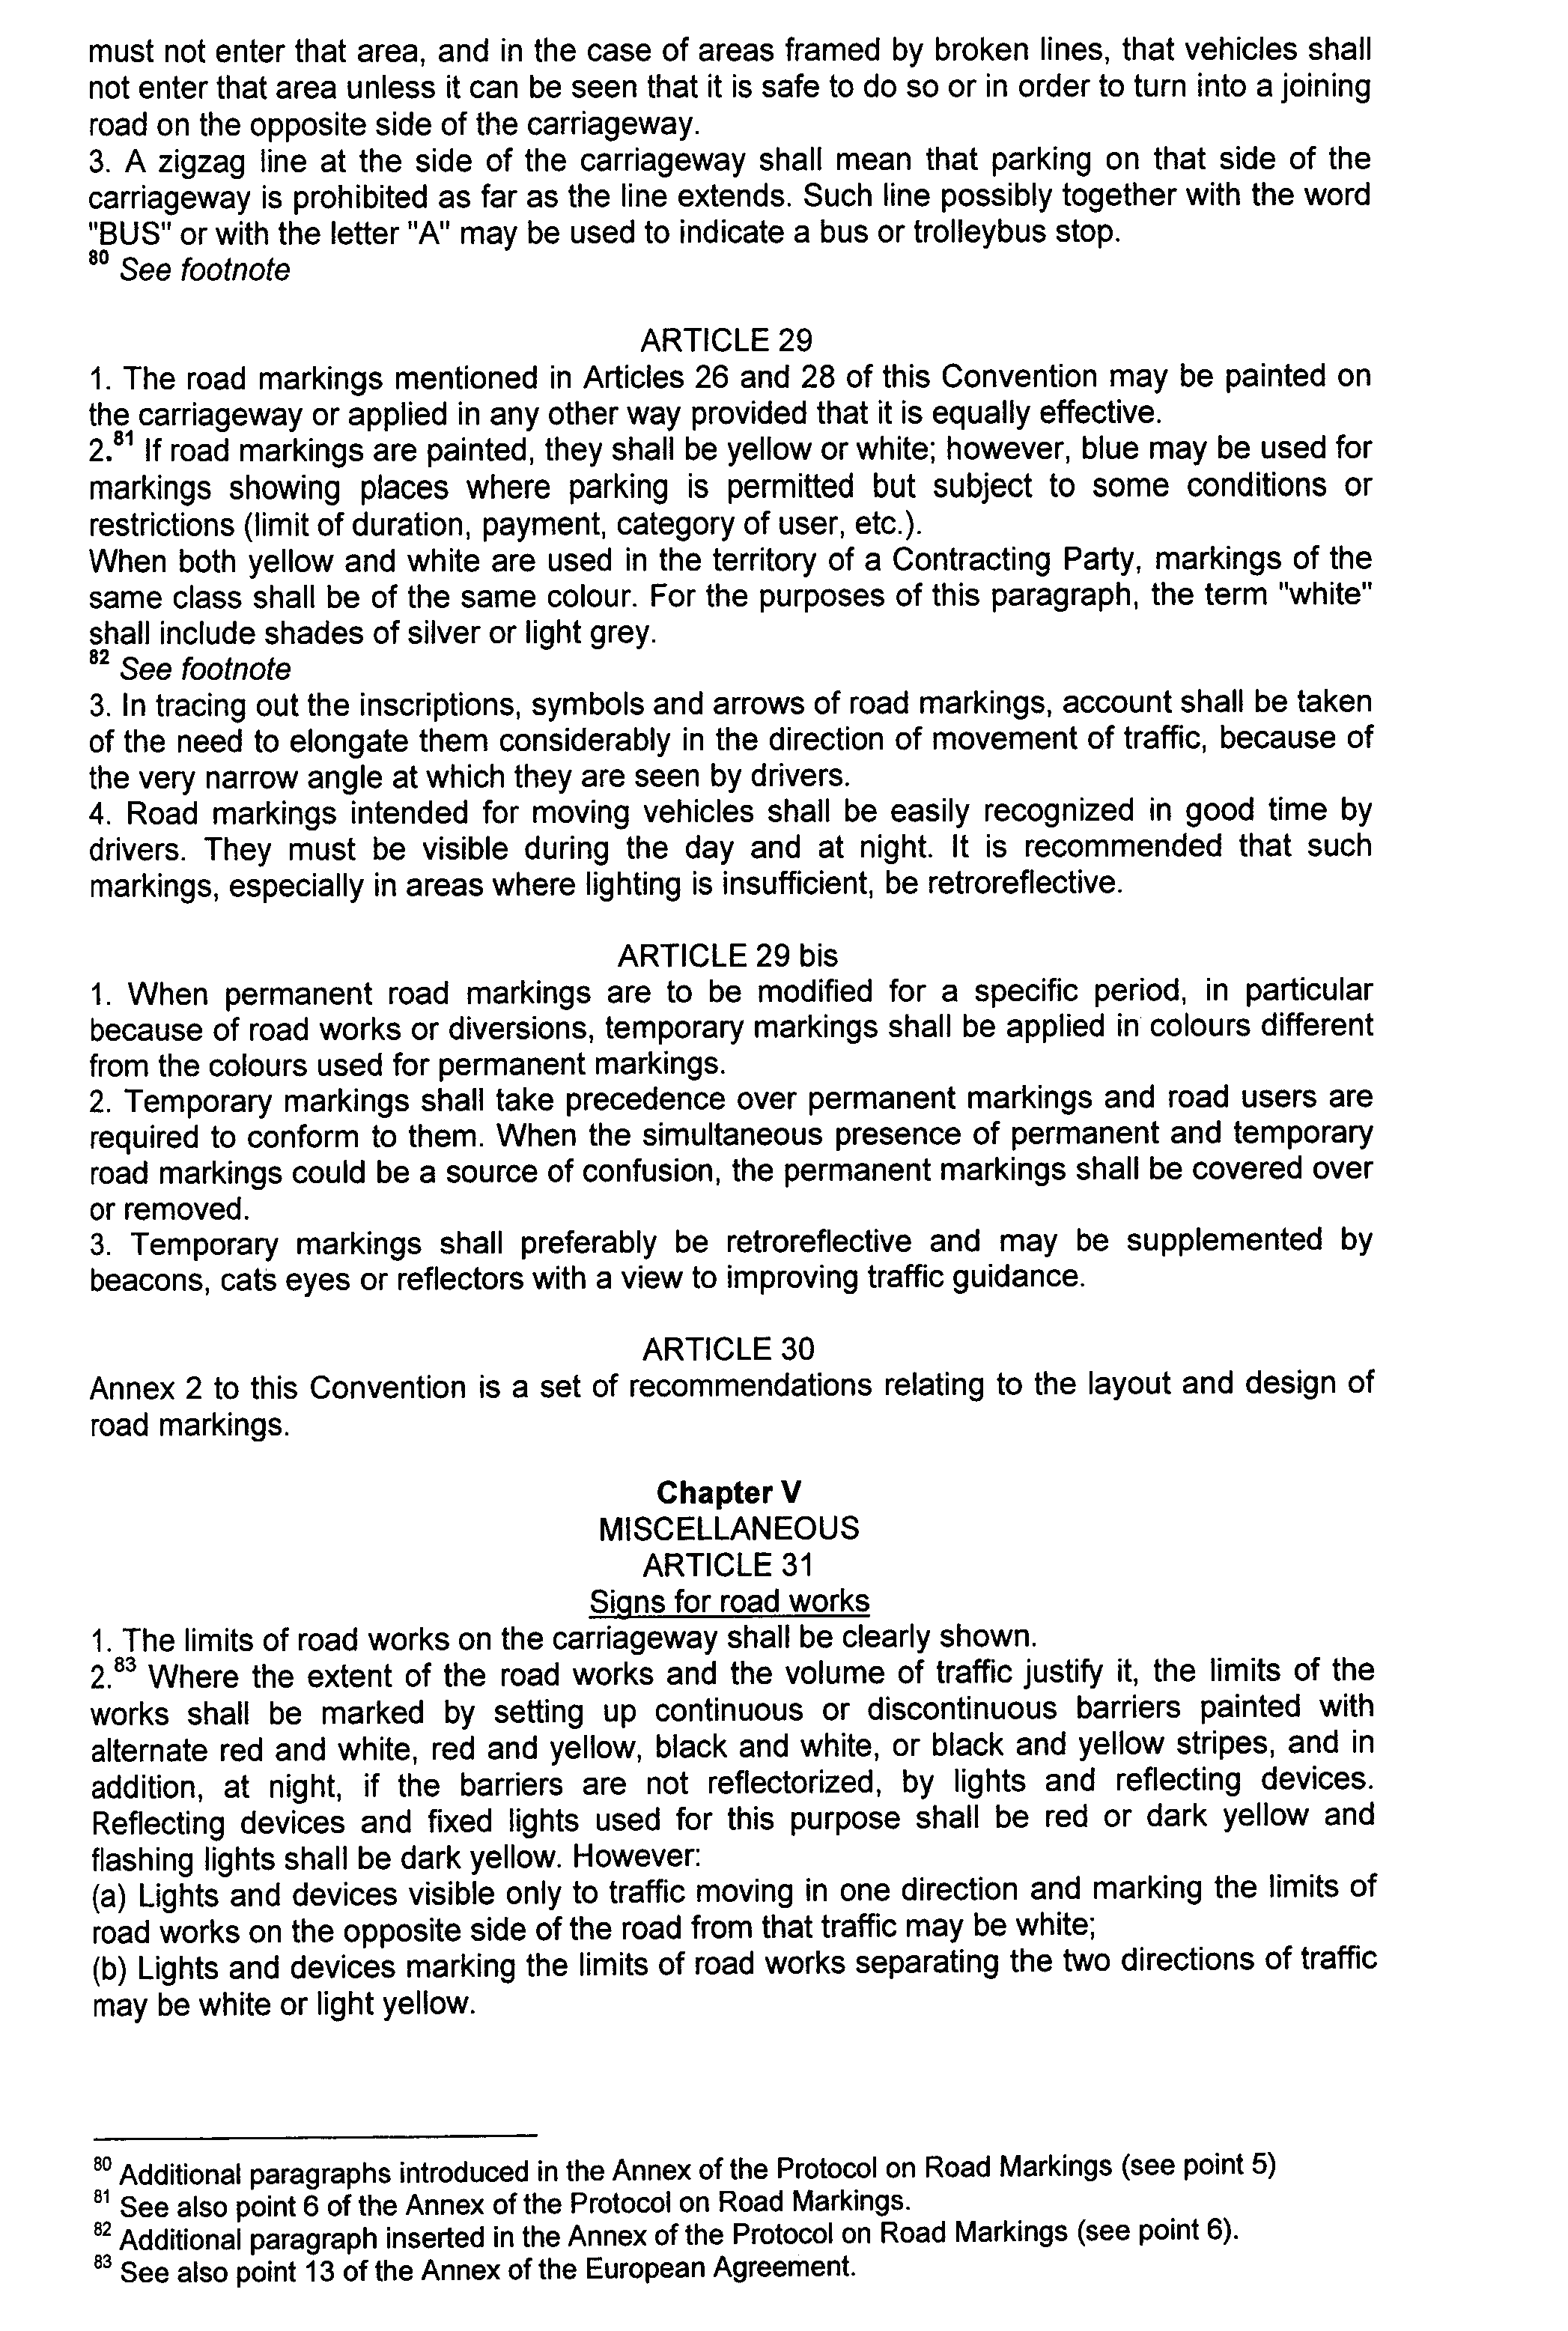 must not enter that area, and in the case of areas framed by broken lines, that vehicles shall
not enter that area unless it can be seen that it is safe to do so or in order to turn into a joining
road on the opposite side of the carriageway.
3. A zigzag line at the side of the carriageway shall mean that parking on that side of the
carriageway is prohibited as far as the line extends. Such line possibly together with the word
"BUS" or with the letter "A" may be used to indicate a bus or trolleybus stop.
80 See footnote
ARTICLE 29
1. The road markings mentioned in Articles 26 and 28 of this Convention may be painted on
the carriageway or applied in any other way provided that it is equally effective.
2.81 If road markings are painted, they shall be yellow or white; however, blue may be used for
markings showing places where parking is permitted but subject to some conditions or
restrictions (limit of duration, payment, category of user, etc.).
When both yellow and white are used in the territory of a Contracting Party, markings of the
same class shall be of the same colour. For the purposes of this paragraph, the term "white"
shall include shades of silver or light grey.
82 See footnote
3. In tracing out the inscriptions, symbols and arrows of road markings, account shall be taken
of the need to elongate them considerably in the direction of movement of traffic, because of
the very narrow angle at which they are seen by drivers.
4. Road markings intended for moving vehicles shall be easily recognized in good time by
drivers. They must be visible during the day and at night. It is recommended that such
markings, especially in areas where lighting is insufficient, be retroreflective.
ARTICLE 29 bis
1. When permanent road markings are to be modified for a specific period, in particular
because of road works or diversions, temporary markings shall be applied in colours different
from the colours used for permanent markings.
2. Temporary markings shall take precedence over permanent markings and road users are
required to conform to them. When the simultaneous presence of permanent and temporary
road markings could be a source of confusion, the permanent markings shall be covered over
or removed.
3. Temporary markings shall preferably be retroreflective and may be supplemented by
beacons, cats eyes or reflectors with a view to improving traffic guidance.
ARTICLE 30
Annex 2 to this Convention is a set of recommendations relating to the layout and design of
road markings.
Chapter V
MISCELLANEOUS
ARTICLE 31
Signs for road works
1. The limits of road works on the carriageway shall be clearly shown.
2.83 Where the extent of the road works and the volume of traffic justify it, the limits of the
works shall be marked by setting up continuous or discontinuous barriers painted with
alternate red and white, red and yellow, black and white, or black and yellow stripes, and in
addition, at night, if the barriers are not reflectorized, by lights and reflecting devices.
Reflecting devices and fixed lights used for this purpose shall be red or dark yellow and
flashing lights shall be dark yellow. However:
(a) Lights and devices visible only to traffic moving in one direction and marking the limits of
road works on the opposite side of the road from that traffic may be white;
(b) Lights and devices marking the limits of road works separating the two directions of traffic
may be white or light yellow.
80 Additional paragraphs introduced in the Annex of the Protocol on Road Markings (see point 5)
81 See also point 6 of the Annex of the Protocol on Road Markings.
82 Additional paragraph inserted in the Annex of the Protocol on Road Markings (see point 6).
83 See also point 13 of the Annex of the European Agreement.